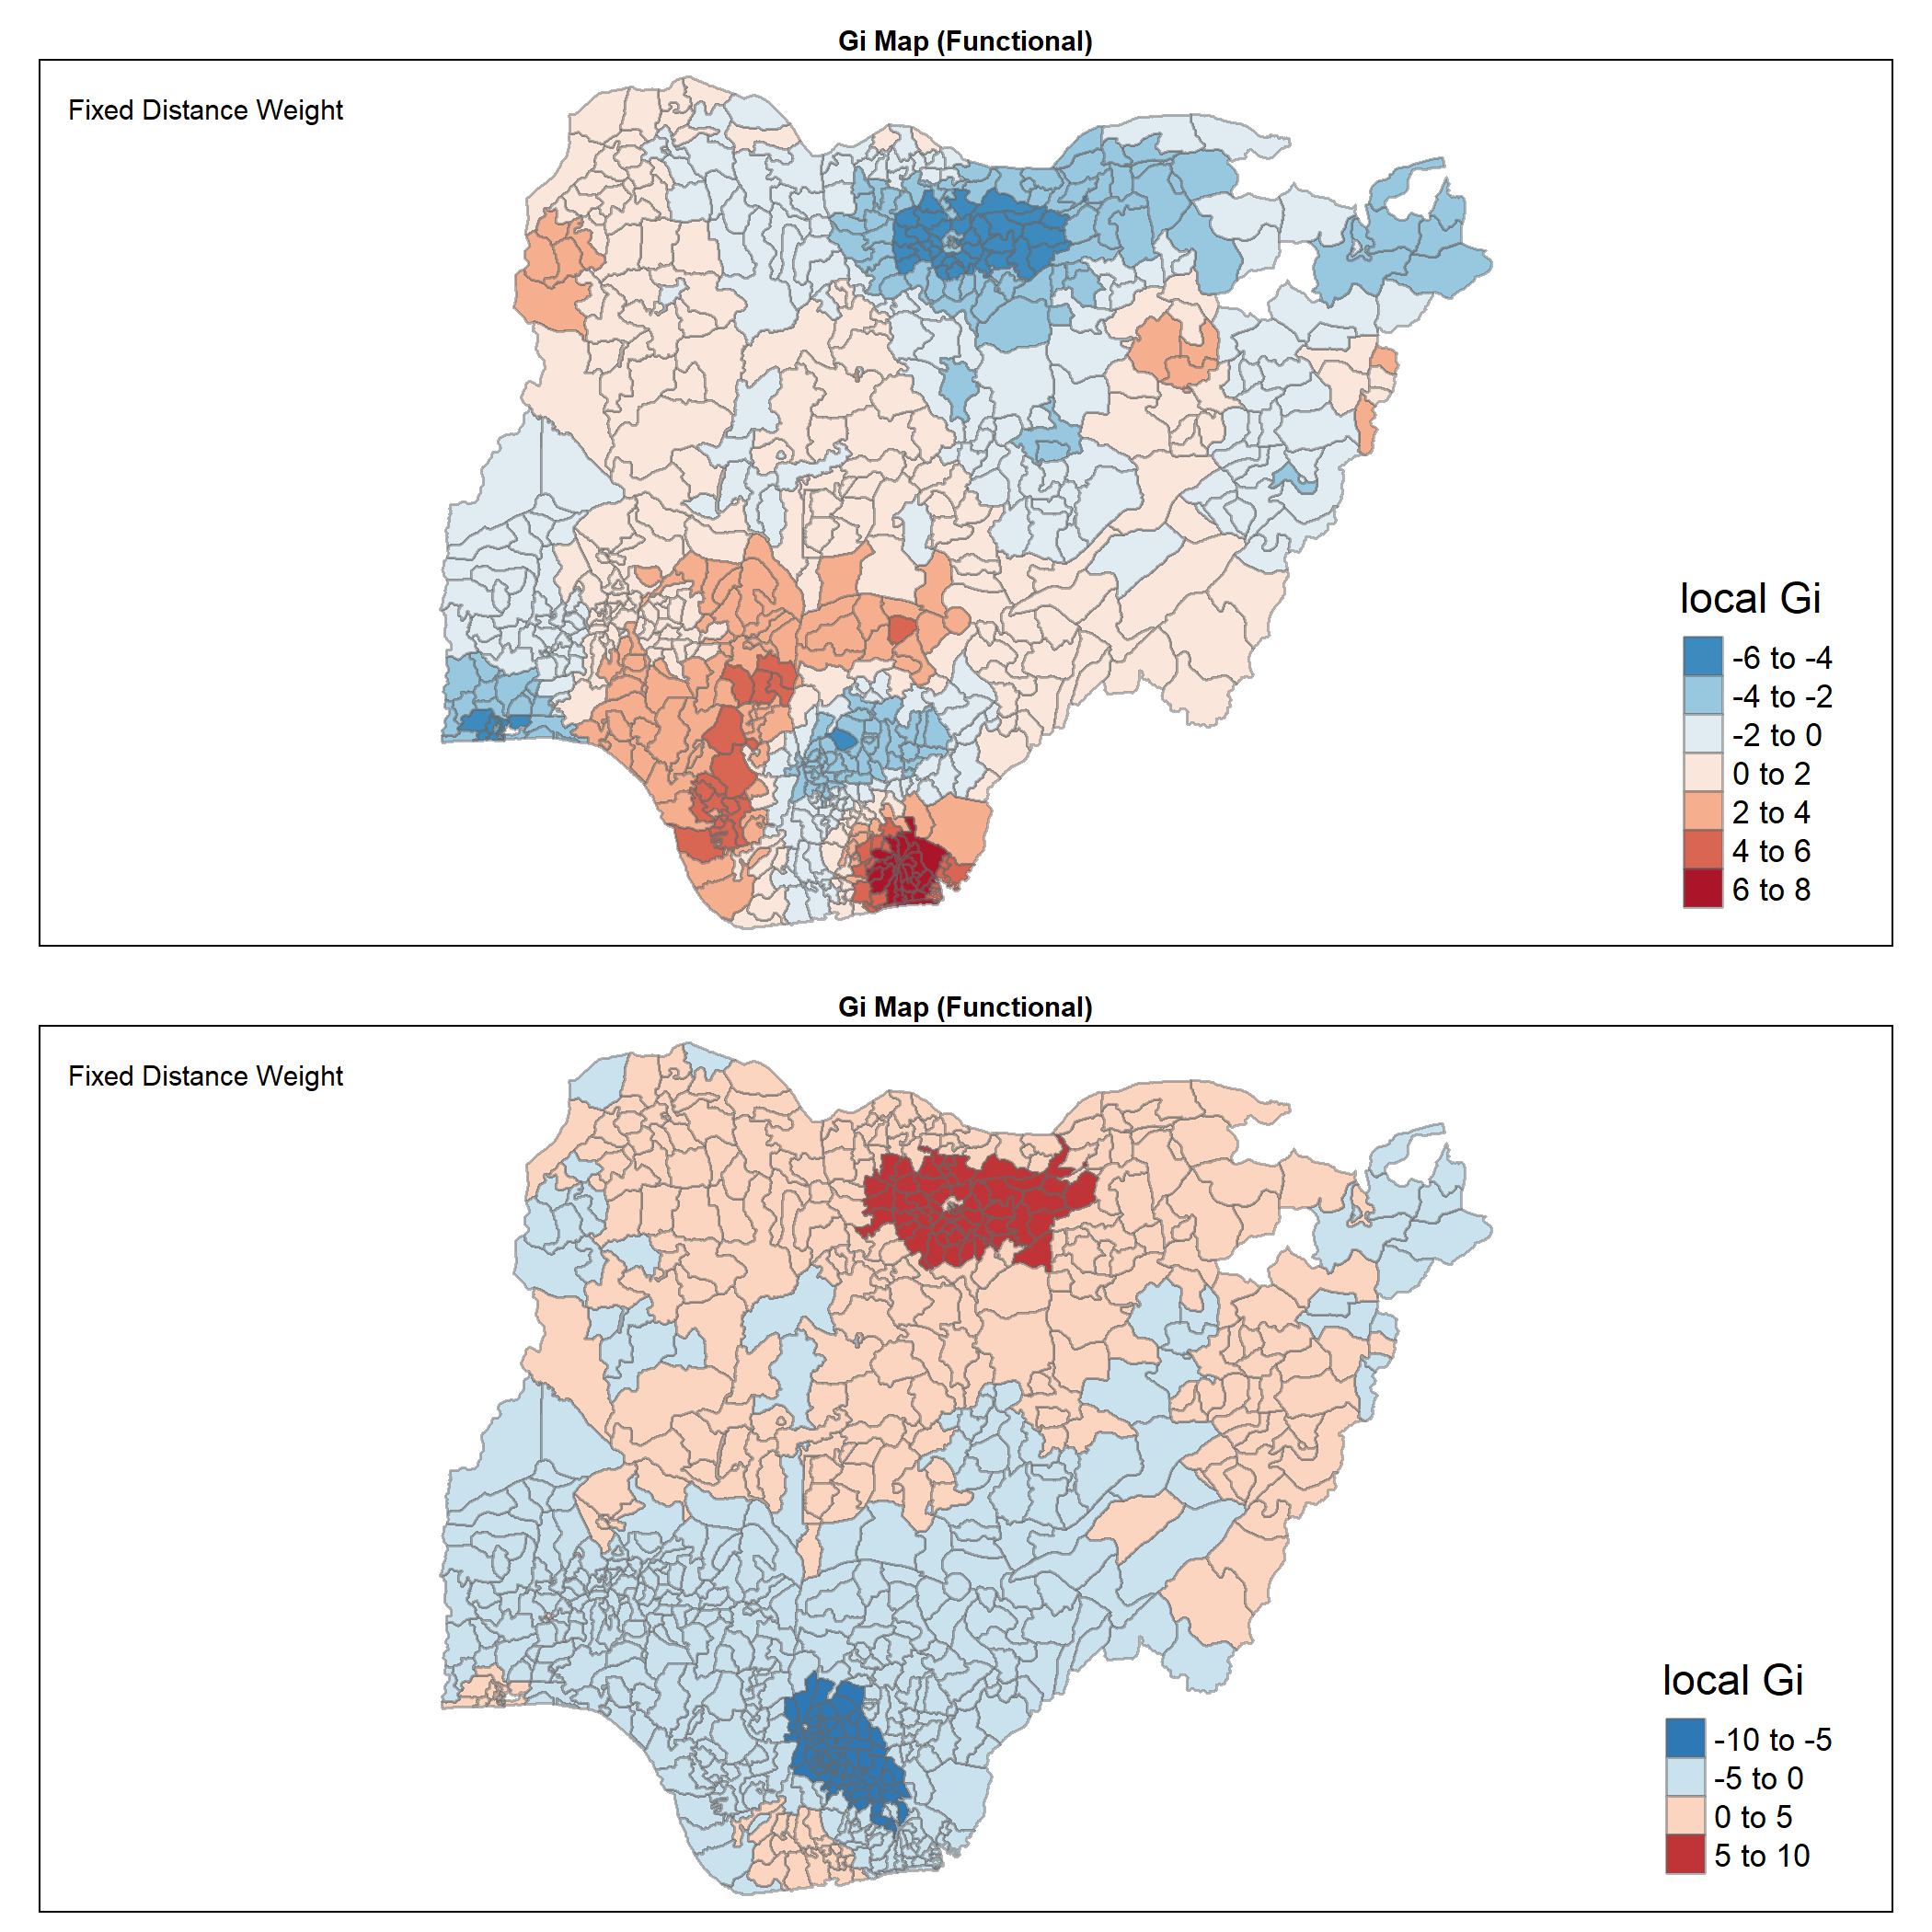 Gi Map (Functional)
Fixed Distance Weight
local Gi
-6 to -4
-4 to -2
-2 to 0
0 to 2
2 to 4
4 to 6
6 to 8
Gi Map (Functional)
Fixed Distance Weight
local Gi
-10 to -5
-5 to 0
0 to 5
5 to 10